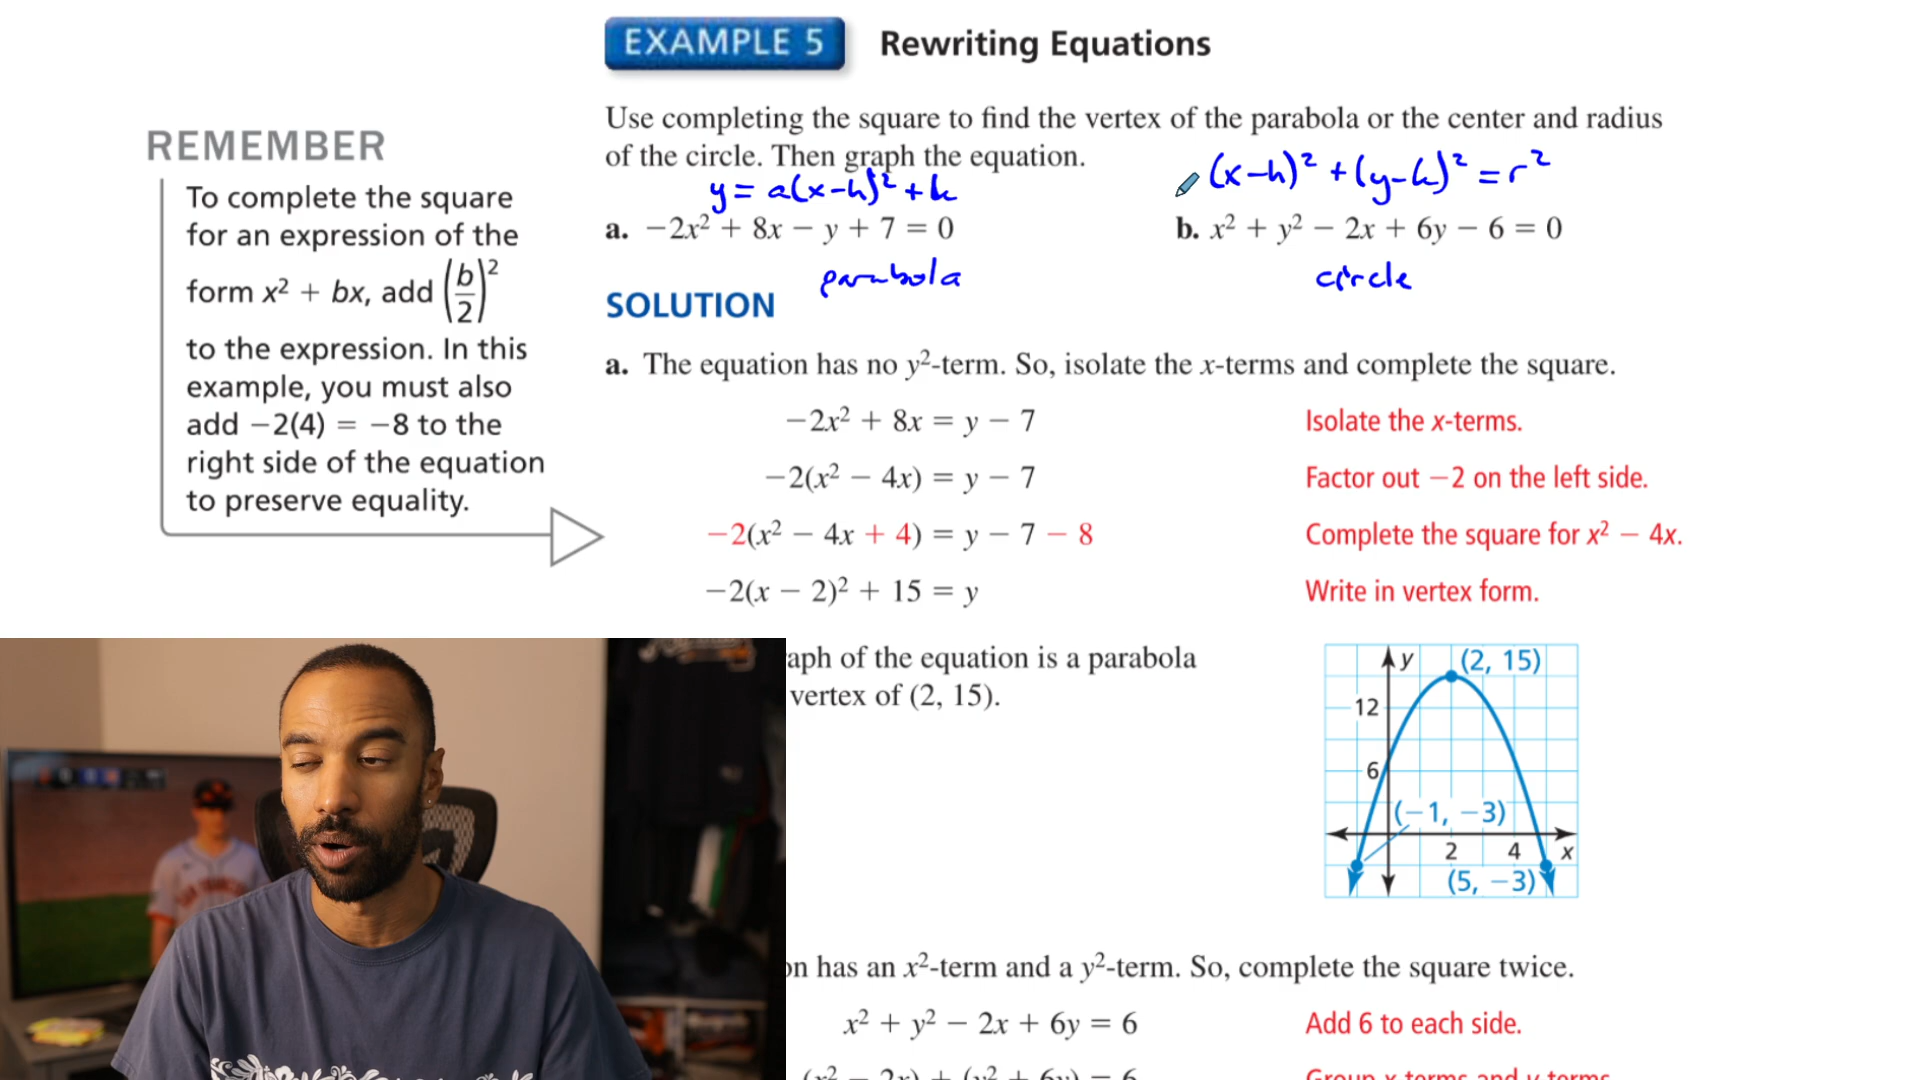 EXAMPLE 5 Rewriting Equations
Use completing the square to find the vertex of the parabola or the center and radius
of the circle. Then graph the equation.
y = a(x-h)² + k
(x-h)² + (y-k)² = r²
a. −2x² + 8x − y + 7 = 0
b. x² + y² − 2x + 6y − 6 = 0
parabola
circle
REMEMBER
To complete the square
for an expression of the
form x² + bx, add (b/2)²
to the expression. In this
example, you must also
add −2(4) = −8 to the
right side of the equation
to preserve equality.
SOLUTION
a. The equation has no y²-term. So, isolate the x-terms and complete the square.
−2x² + 8x = y − 7 Isolate the x-terms.
−2(x² − 4x) = y − 7 Factor out −2 on the left side.
−2(x² − 4x + 4) = y − 7 − 8 Complete the square for x² − 4x.
−2(x − 2)² + 15 = y Write in vertex form.
of the equation is a parabola
vertex of (2, 15).
y
(2, 15)
12
6
(−1, −3)
2 4 x
(5, −3)
has an x²-term and a y²-term. So, complete the square twice.
x² + y² − 2x + 6y = 6 Add 6 to each side.
(x² − 2x) + (y² + 6y) = 6 Group x-terms and y-terms.